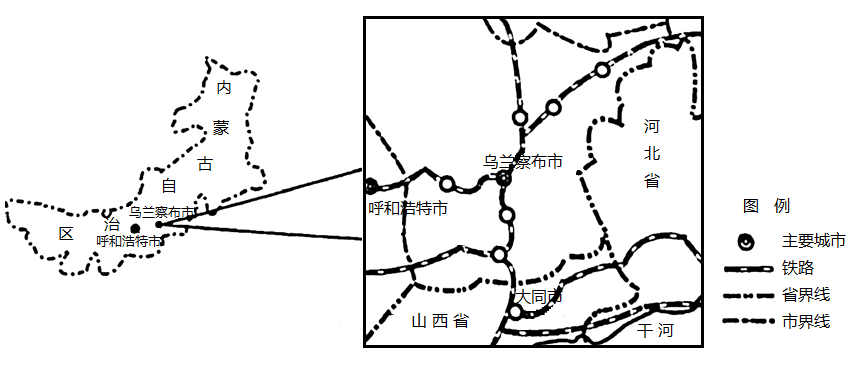 内
蒙
古
自
治
区
乌兰察布市
呼和浩特市
乌兰察布市
呼和浩特市
河
北
省
大同市
山西省
干河
图 例
主要城市
铁路
省界线
市界线